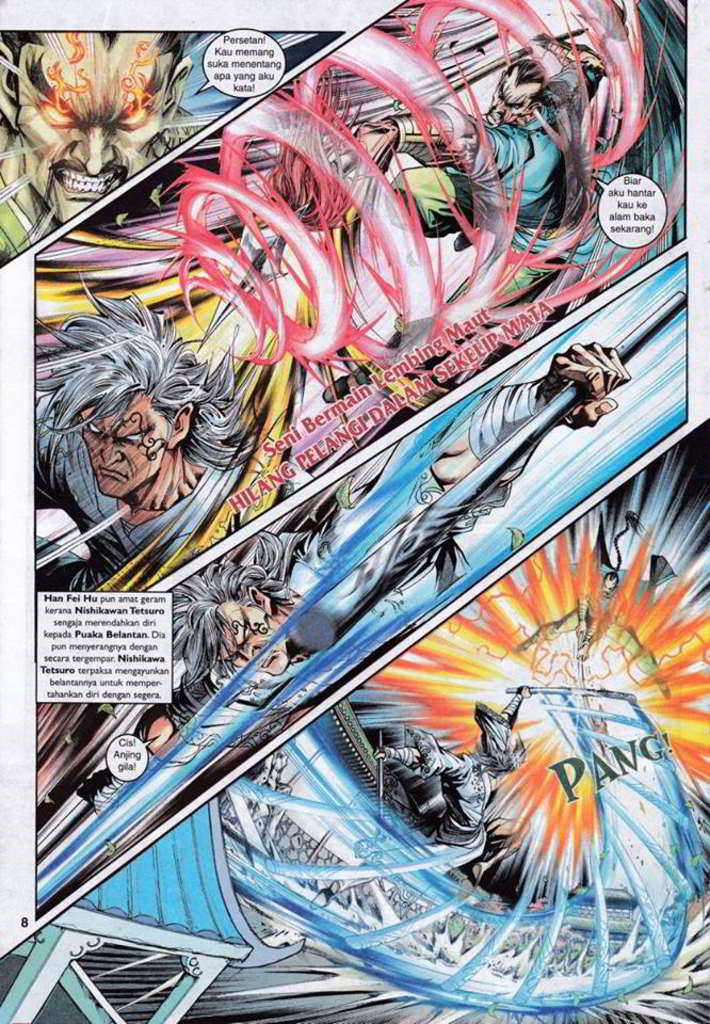 Persetan!
Kau memang
suka menentang
apa yang aku
kata!
Biar
aku hantar
kau ke
alam baka
sekarang!
Seni Bermain Lembing Maut
HILANG PELANGI DALAM SEKELIP MATA
Han Fei Hu pun amat geram
kerana Nishikawan Tetsuro
sengaja merendahkan diri
kepada Puaka Belantan. Dia
pun menyerangnya dengan
secara tergempar. Nishikawa
Tetsuro terpaksa mengayunkan
belantannya untuk memper-
tahankan diri dengan segera.
Cis!
Anjing
gila!
PANG!
8